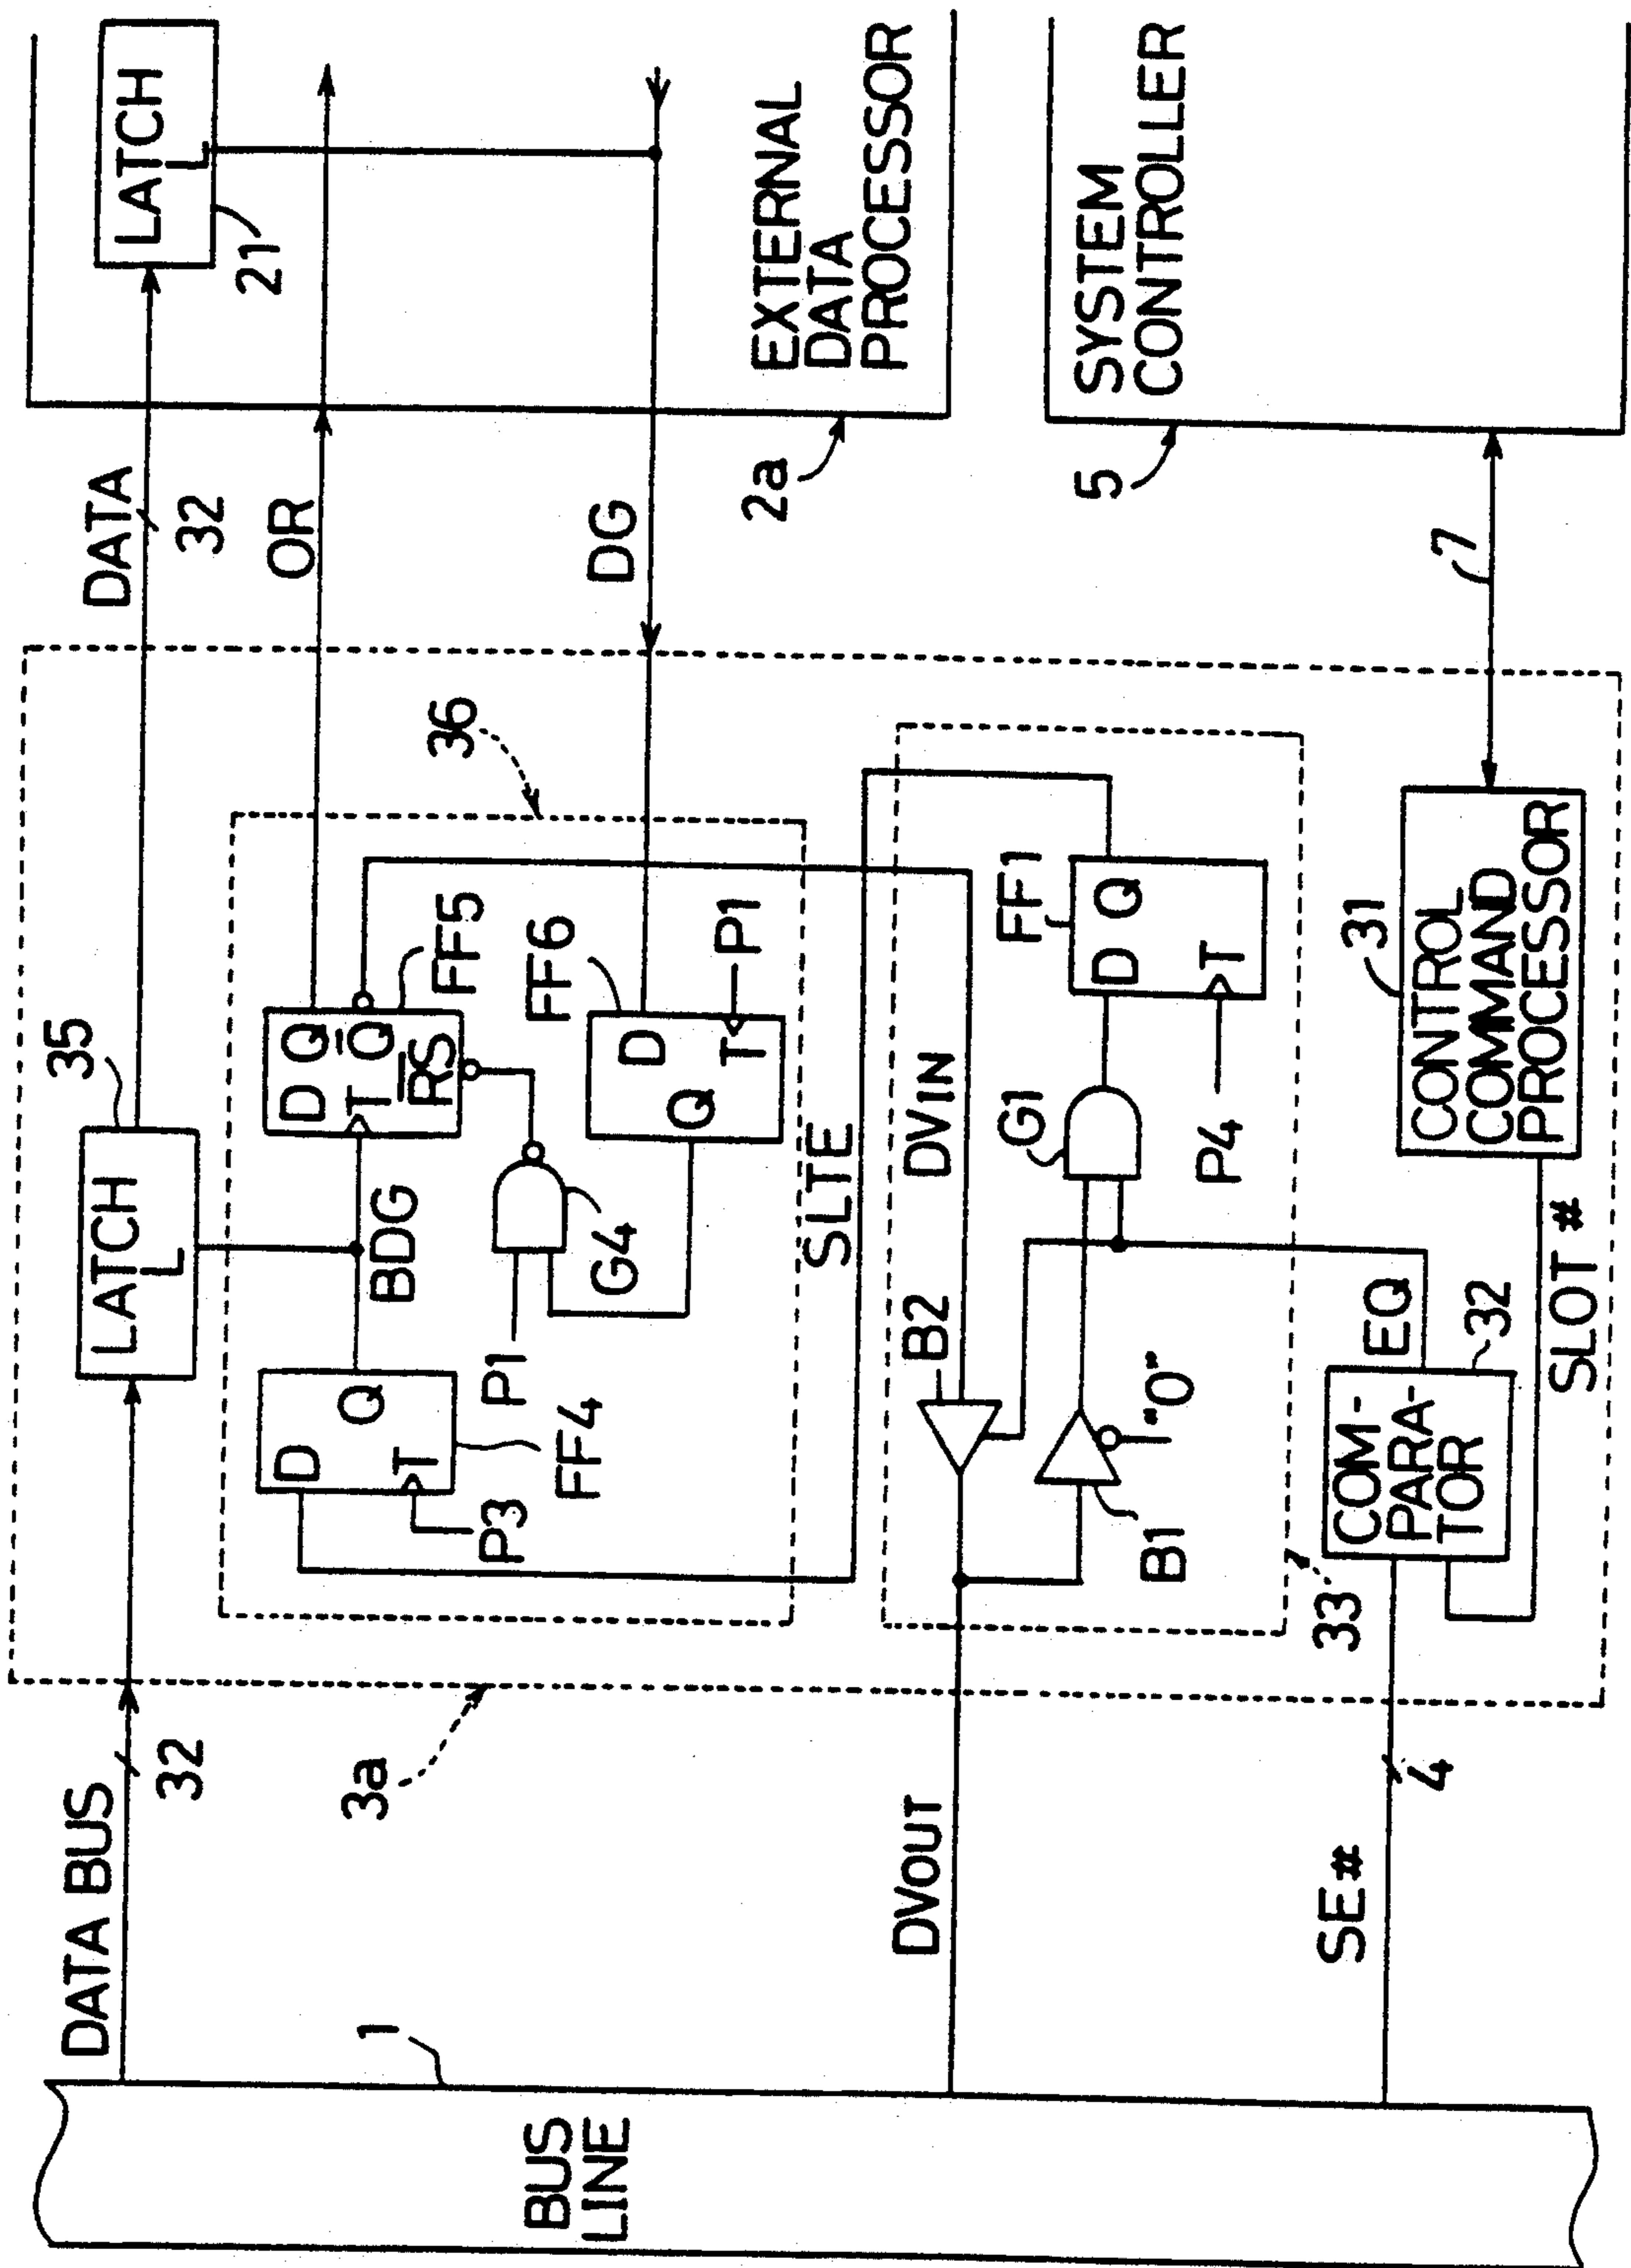 DATA BUS
32
LATCH
L
35
DATA
32
LATCH
L
21
OR
DG
EXTERNAL
DATA
PROCESSOR
2a
SYSTEM
CONTROLLER
5
7
36
D Q
T Q̅
R̅S̅
FF5
BDG
D
Q
T
FF4
P3
P1
G4
FF6
D
Q
T
P1
SLTE
DVIN
B2
B1
"0"
G1
FF1
D Q
T
P4
EQ
COM-
PARA-
TOR
32
33
SLOT #
31
CONTROL
COMMAND
PROCESSOR
3a
DVOUT
SE#
4
1
BUS
LINE